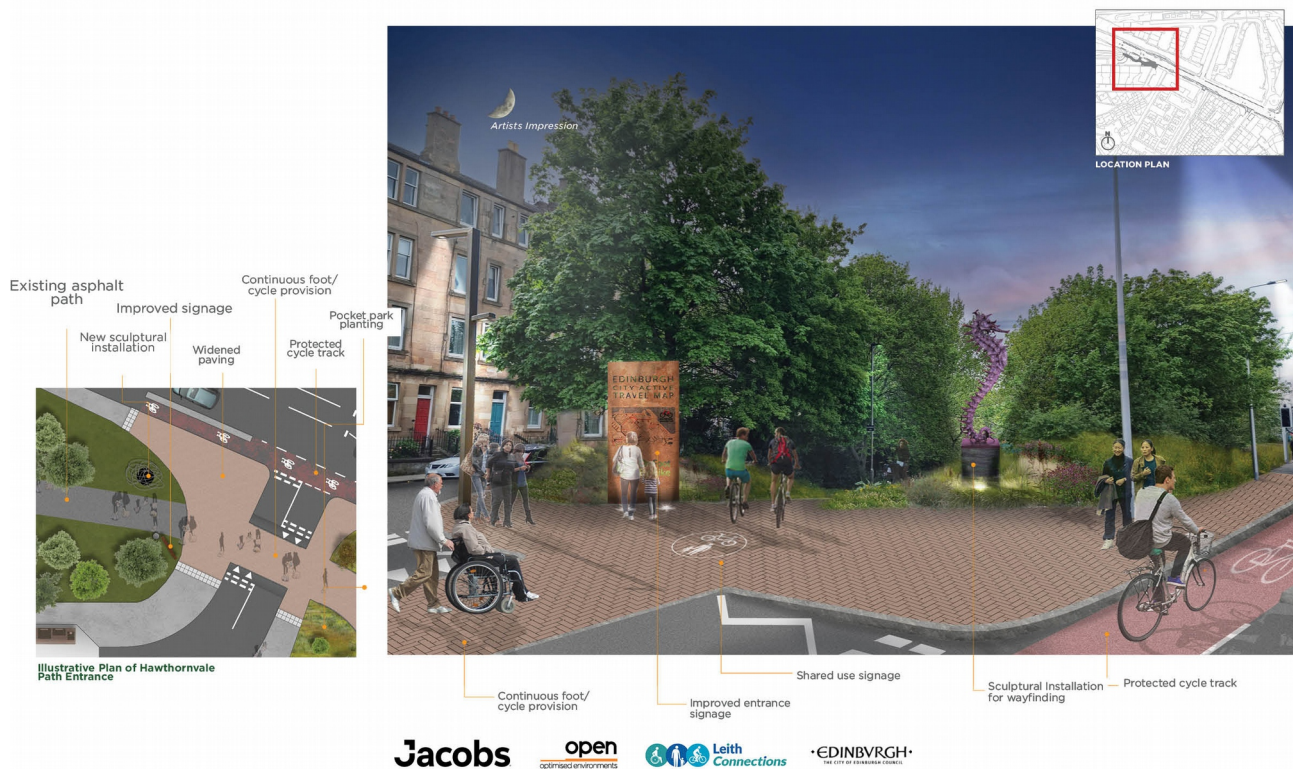 Artists Impression
N
LOCATION PLAN
Existing asphalt
path
Improved signage
New sculptural
installation
Widened
paving
Continuous foot/
cycle provision
Protected
cycle track
Pocket park
planting
EDINBURGH
CITY ACTIVE
TRAVEL MAP
Illustrative Plan of Hawthornvale
Path Entrance
Continuous foot/
cycle provision
Improved entrance
signage
Shared use signage
Sculptural Installation
for wayfinding
Protected cycle track
Jacobs
open
optimised environments
Leith
Connections
·EDINBVRGH·
THE CITY OF EDINBURGH COUNCIL